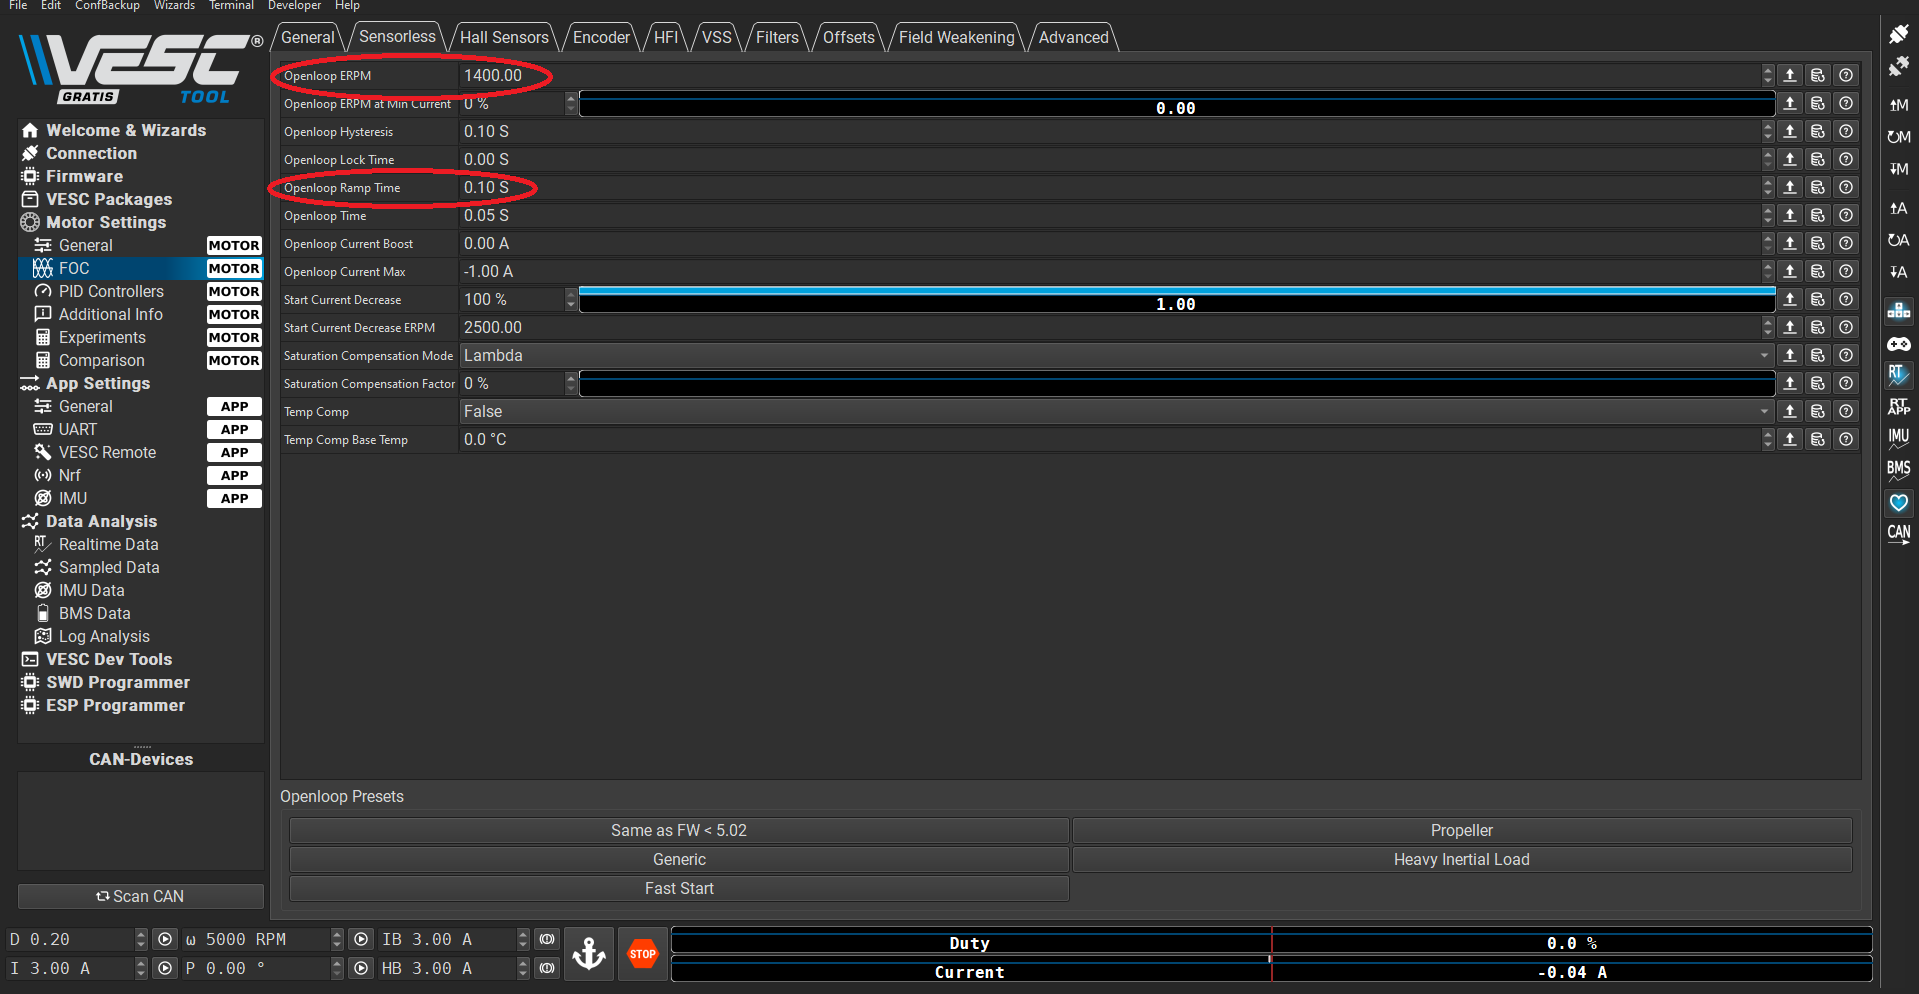 File Edit ConfBackup Wizards Terminal Developer Help
VESC®
GRATIS TOOL
Welcome & Wizards
Connection
Firmware
VESC Packages
Motor Settings
General MOTOR
FOC MOTOR
PID Controllers MOTOR
Additional Info MOTOR
Experiments MOTOR
Comparison MOTOR
App Settings
General APP
UART APP
VESC Remote APP
Nrf APP
IMU APP
Data Analysis
RT Realtime Data
Sampled Data
IMU Data
BMS Data
Log Analysis
VESC Dev Tools
SWD Programmer
ESP Programmer
CAN-Devices
Scan CAN
General Sensorless Hall Sensors Encoder HFI VSS Filters Offsets Field Weakening Advanced
Openloop ERPM 1400.00
Openloop ERPM at Min Current 0 % 0.00
Openloop Hysteresis 0.10 S
Openloop Lock Time 0.00 S
Openloop Ramp Time 0.10 S
Openloop Time 0.05 S
Openloop Current Boost 0.00 A
Openloop Current Max -1.00 A
Start Current Decrease 100 % 1.00
Start Current Decrease ERPM 2500.00
Saturation Compensation Mode Lambda
Saturation Compensation Factor 0 %
Temp Comp False
Temp Comp Base Temp 0.0 °C
Openloop Presets
Same as FW < 5.02 Propeller
Generic Heavy Inertial Load
Fast Start
M
M
M
A
A
A
RT
RT APP
IMU
BMS
CAN
D 0.20 ω 5000 RPM IB 3.00 A
I 3.00 A P 0.00 ° HB 3.00 A
STOP
Duty 0.0 %
Current -0.04 A